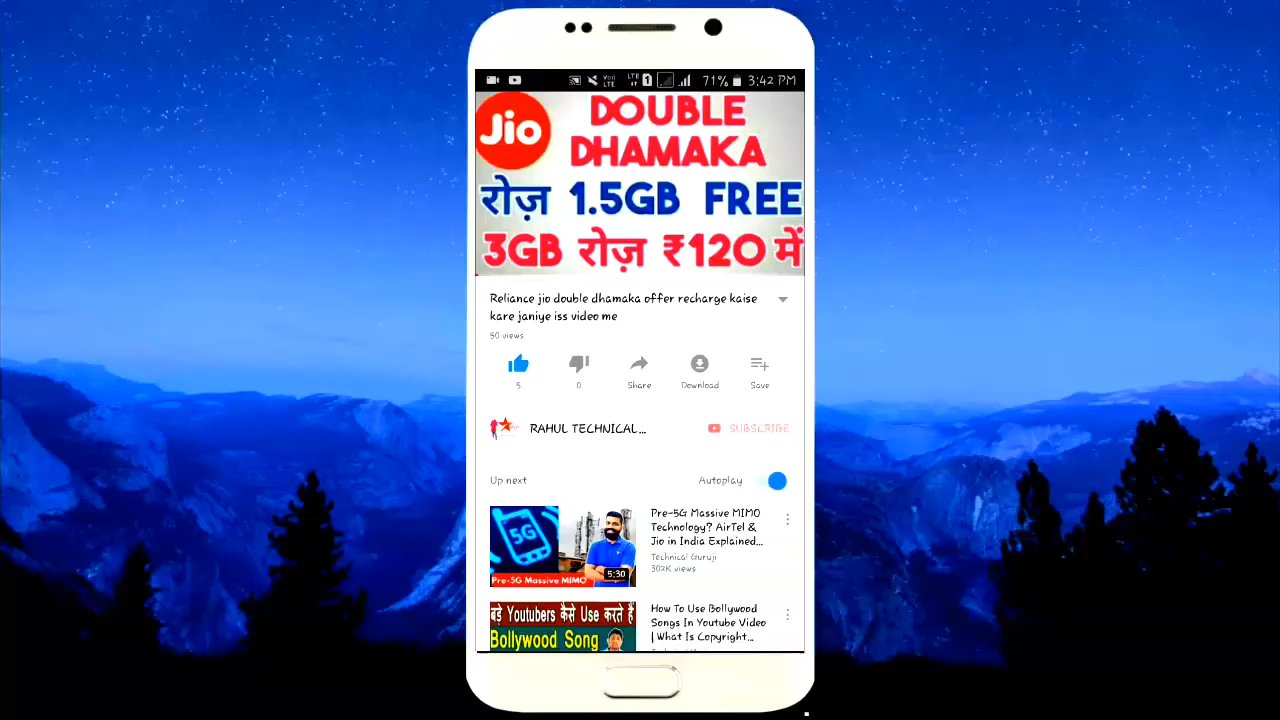 VoLTE LTE 1 71% 3:42 PM
Jio
DOUBLE
DHAMAKA
रोज़ 1.5GB FREE
3GB रोज़ ₹120 में
Reliance jio double dhamaka offer recharge kaise
kare janiye iss video me
50 views
5
0
Share
Download
Save
RAHUL TECHNICAL...
SUBSCRIBE
Up next
Autoplay
5G
5:30
Pre-5G Massive MIMO
Pre-5G Massive MIMO
Technology? AirTel &
Jio in India Explained...
Technical Guruji
302K views
बड़े Youtubers कैसे Use करते हैं
Bollywood Song
How To Use Bollywood
Songs In Youtube Video
| What Is Copyright...